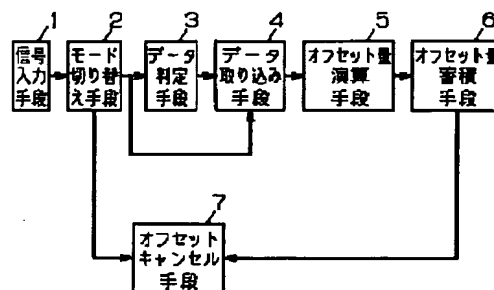 1
信号
入力
手段
2
モード
切り替
え手段
3
データ
判定
手段
4
データ
取り込み
手段
5
オフセット量
演算
手段
6
オフセット量
蓄積
手段
7
オフセット
キャンセル
手段